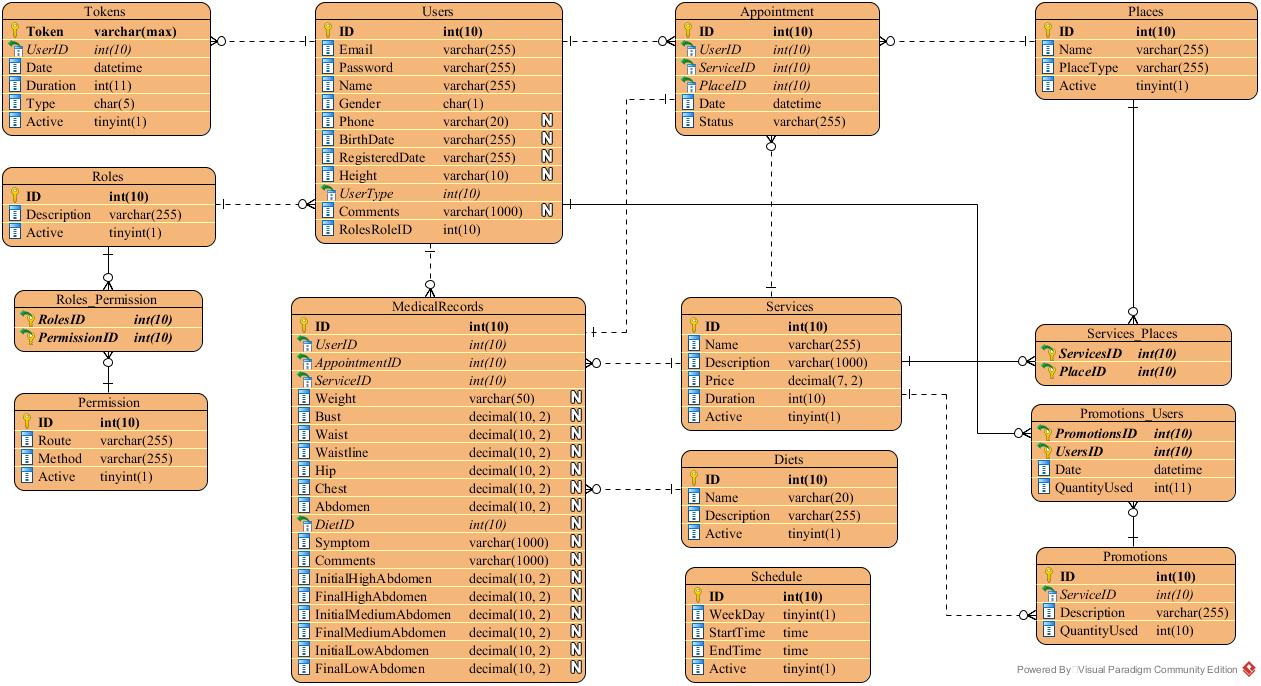 Tokens
Token varchar(max)
UserID int(10)
Date datetime
Duration int(11)
Type char(5)
Active tinyint(1)
Users
ID int(10)
Email varchar(255)
Password varchar(255)
Name varchar(255)
Gender char(1)
Phone varchar(20) N
BirthDate varchar(255) N
RegisteredDate varchar(255) N
Height varchar(10) N
UserType int(10)
Comments varchar(1000) N
RolesRoleID int(10)
Appointment
ID int(10)
UserID int(10)
ServiceID int(10)
PlaceID int(10)
Date datetime
Status varchar(255)
Places
ID int(10)
Name varchar(255)
PlaceType varchar(255)
Active tinyint(1)
Roles
ID int(10)
Description varchar(255)
Active tinyint(1)
Roles_Permission
RolesID int(10)
PermissionID int(10)
Permission
ID int(10)
Route varchar(255)
Method varchar(255)
Active tinyint(1)
MedicalRecords
ID int(10)
UserID int(10)
AppointmentID int(10)
ServiceID int(10)
Weight varchar(50) N
Bust decimal(10, 2) N
Waist decimal(10, 2) N
Waistline decimal(10, 2) N
Hip decimal(10, 2) N
Chest decimal(10, 2) N
Abdomen decimal(10, 2) N
DietID int(10) N
Symptom varchar(1000) N
Comments varchar(1000) N
InitialHighAbdomen decimal(10, 2) N
FinalHighAbdomen decimal(10, 2) N
InitialMediumAbdomen decimal(10, 2) N
FinalMediumAbdomen decimal(10, 2) N
InitialLowAbdomen decimal(10, 2) N
FinalLowAbdomen decimal(10, 2) N
Services
ID int(10)
Name varchar(255)
Description varchar(1000)
Price decimal(7, 2)
Duration int(10)
Active tinyint(1)
Diets
ID int(10)
Name varchar(20)
Description varchar(255)
Active tinyint(1)
Schedule
ID int(10)
WeekDay tinyint(1)
StartTime time
EndTime time
Active tinyint(1)
Services_Places
ServicesID int(10)
PlaceID int(10)
Promotions_Users
PromotionsID int(10)
UsersID int(10)
Date datetime
QuantityUsed int(11)
Promotions
ID int(10)
ServiceID int(10)
Description varchar(255)
QuantityUsed int(10)
Powered By Visual Paradigm Community Edition